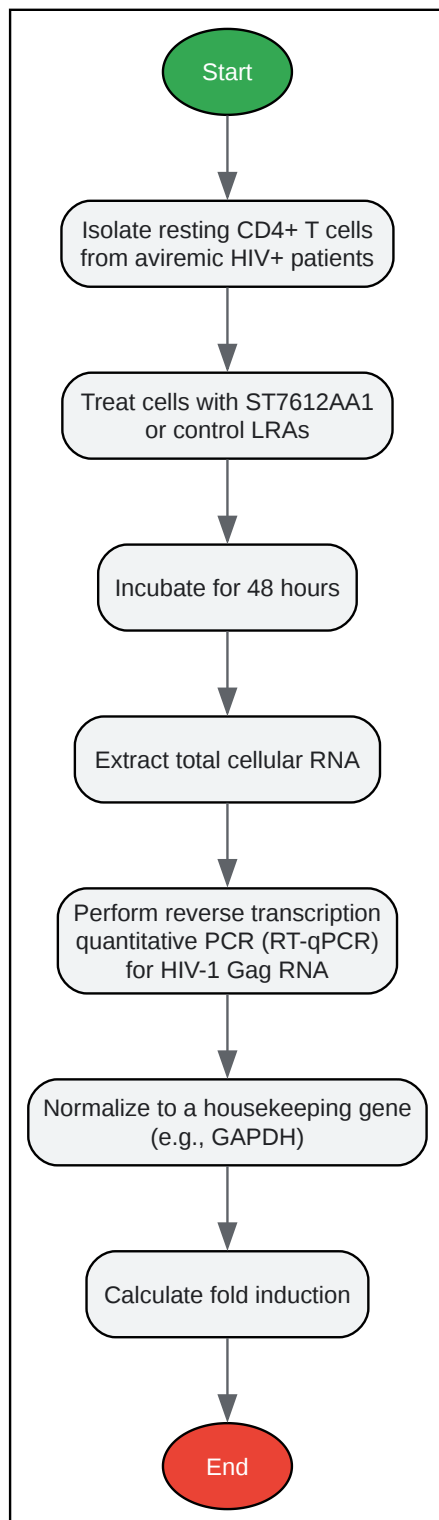 Start
Isolate resting CD4+ T cells
from aviremic HIV+ patients
Treat cells with ST7612AA1
or control LRAs
Incubate for 48 hours
Extract total cellular RNA
Perform reverse transcription
quantitative PCR (RT-qPCR)
for HIV-1 Gag RNA
Normalize to a housekeeping gene
(e.g., GAPDH)
Calculate fold induction
End